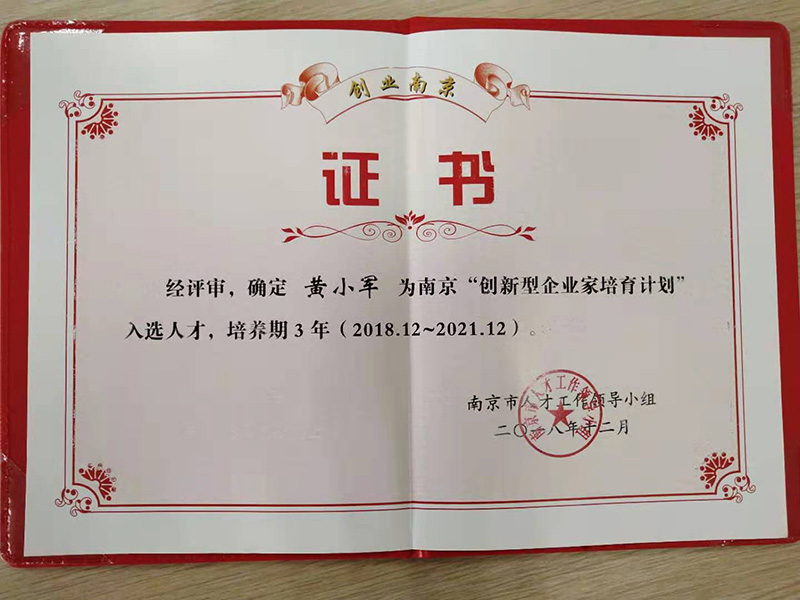 创业南京
证书
经评审，确定 黄小军 为南京“创新型企业家培育计划”
入选人才，培养期3年（2018.12~2021.12）。
南京市人才工作领导小组
二〇一八年十二月